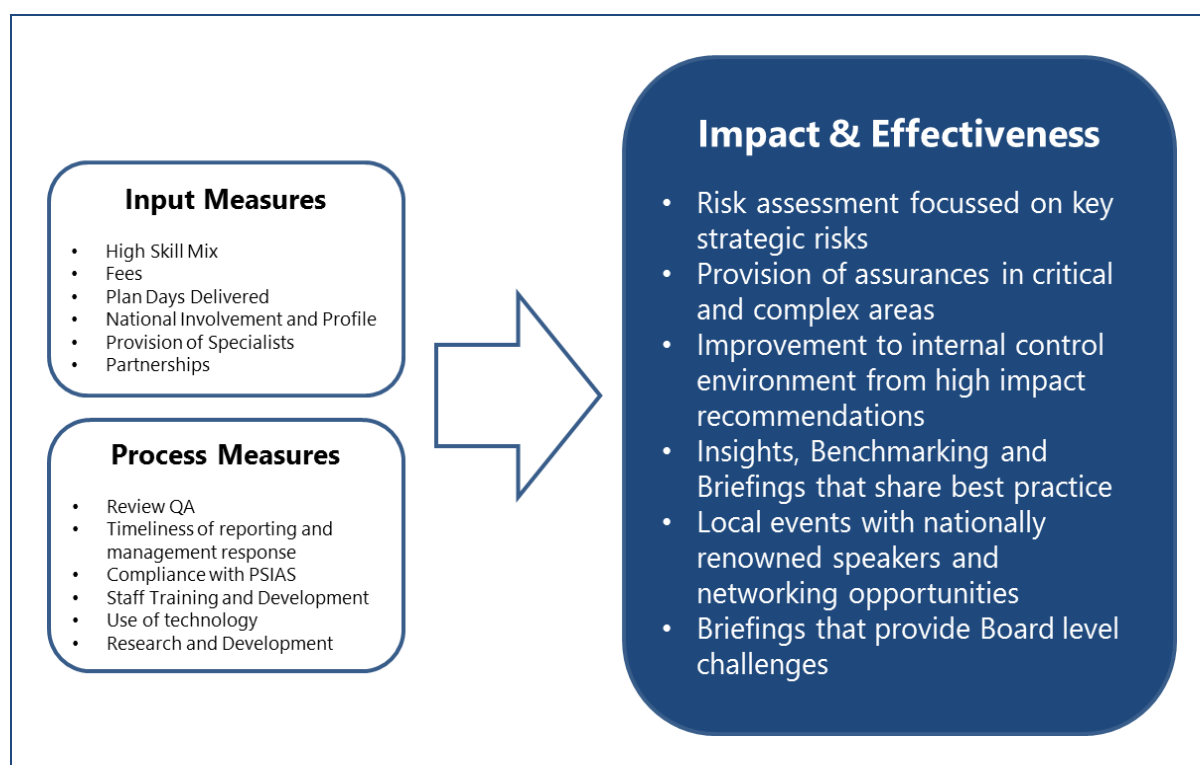 Input Measures
• High Skill Mix
• Fees
• Plan Days Delivered
• National Involvement and Profile
• Provision of Specialists
• Partnerships
Process Measures
• Review QA
• Timeliness of reporting and
management response
• Compliance with PSIAS
• Staff Training and Development
• Use of technology
• Research and Development
Impact & Effectiveness
• Risk assessment focussed on key
strategic risks
• Provision of assurances in critical
and complex areas
• Improvement to internal control
environment from high impact
recommendations
• Insights, Benchmarking and
Briefings that share best practice
• Local events with nationally
renowned speakers and
networking opportunities
• Briefings that provide Board level
challenges